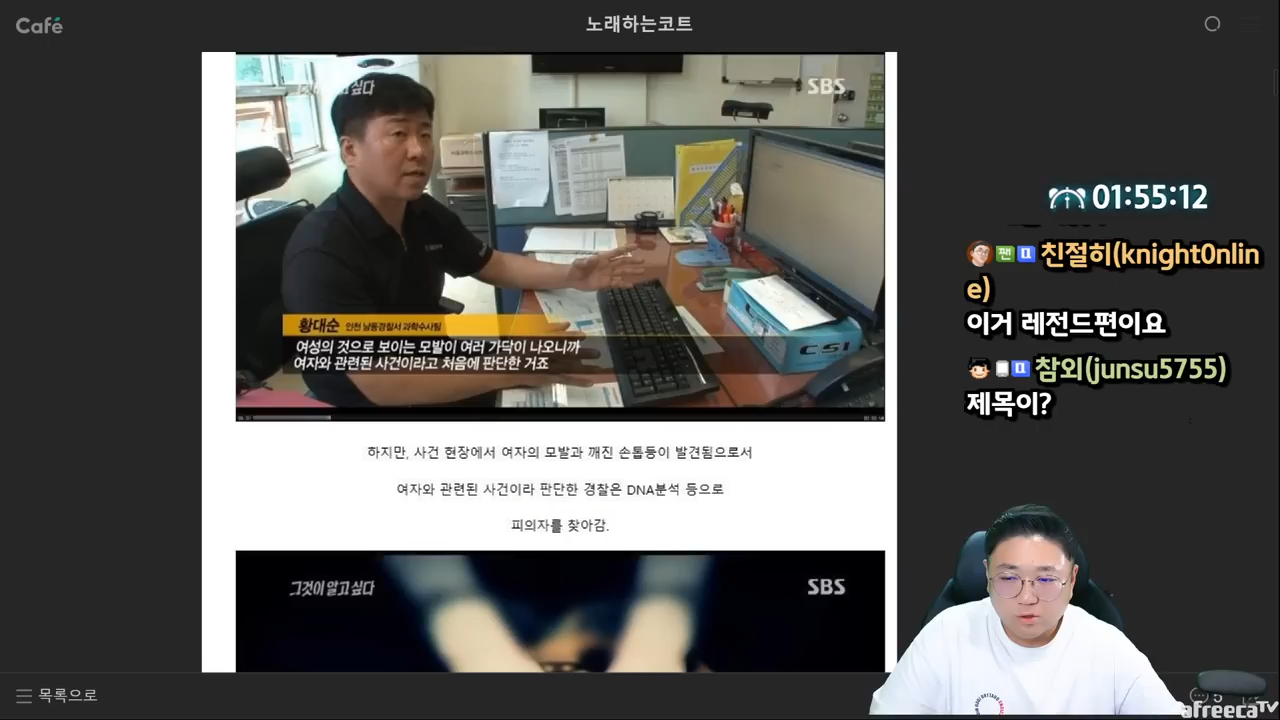 Café
노래하는코트
싶다
SBS
CSI
황대순 인천 남동경찰서 과학수사팀
여성의 것으로 보이는 모발이 여러 가닥이 나오니까
여자와 관련된 사건이라고 처음에 판단한 거죠
하지만, 사건 현장에서 여자의 모발과 깨진 손톱등이 발견됨으로서
여자와 관련된 사건이라 판단한 경찰은 DNA분석 등으로
피의자를 찾아감.
그것이 알고싶다
SBS
목록으로
01:55:12
팬 친절히(knight0nlin
e)
이거 레전드편이요
참외(junsu5755)
제목이?
5
afreecaTV